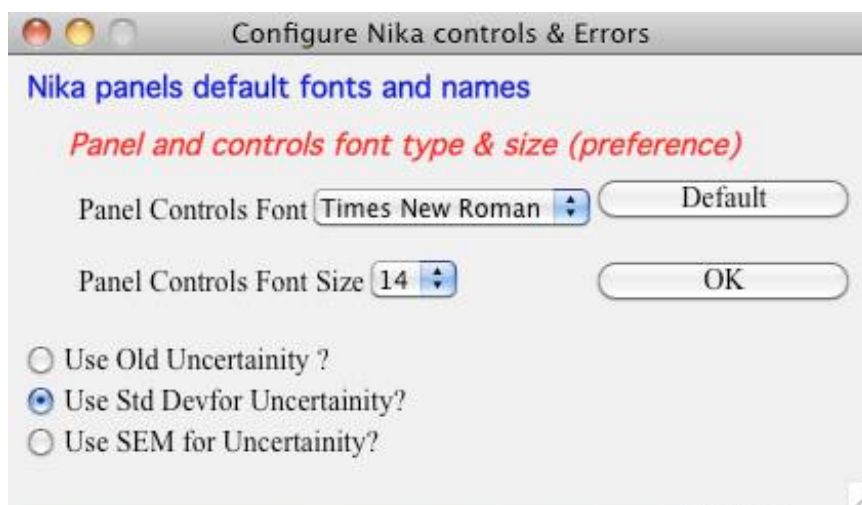 Configure Nika controls & Errors
Nika panels default fonts and names
Panel and controls font type & size (preference)
Panel Controls Font Times New Roman Default
Panel Controls Font Size 14 OK
Use Old Uncertainity ?
Use Std Devfor Uncertainity?
Use SEM for Uncertainity?